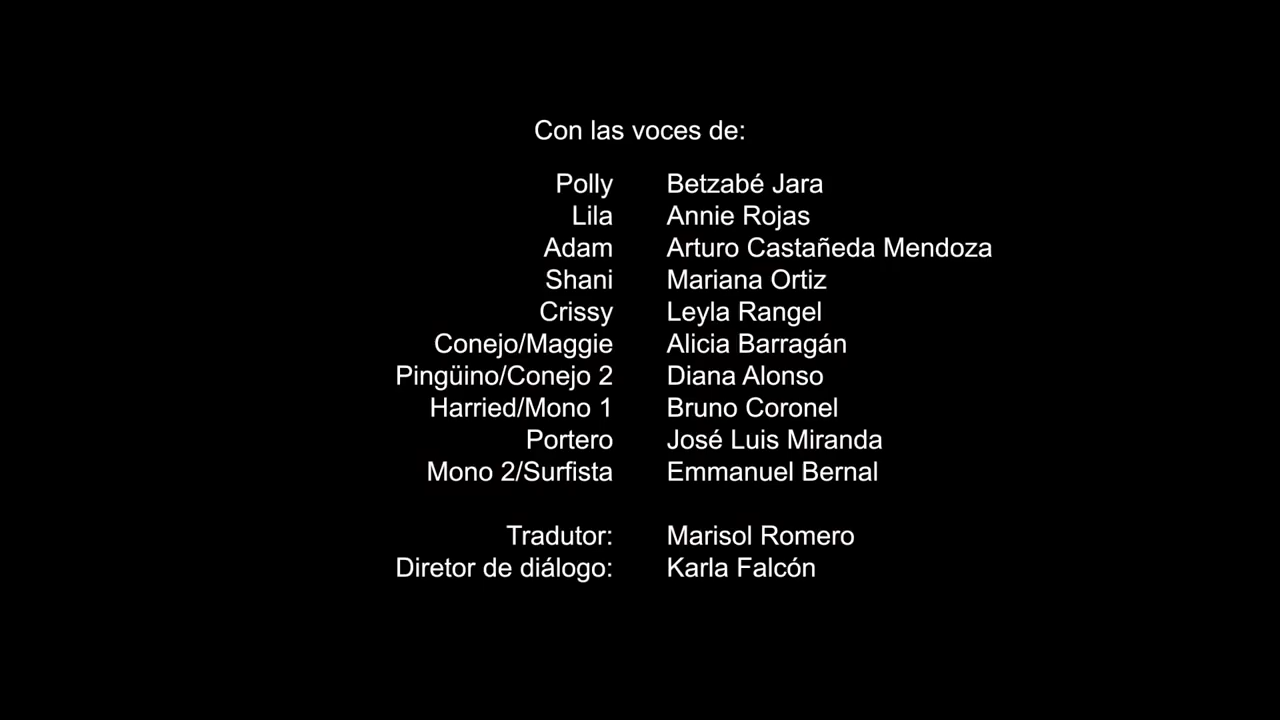 Con las voces de:
Polly Betzabé Jara
Lila Annie Rojas
Adam Arturo Castañeda Mendoza
Shani Mariana Ortiz
Crissy Leyla Rangel
Conejo/Maggie Alicia Barragán
Pingüino/Conejo 2 Diana Alonso
Harried/Mono 1 Bruno Coronel
Portero José Luis Miranda
Mono 2/Surfista Emmanuel Bernal
Tradutor: Marisol Romero
Diretor de diálogo: Karla Falcón